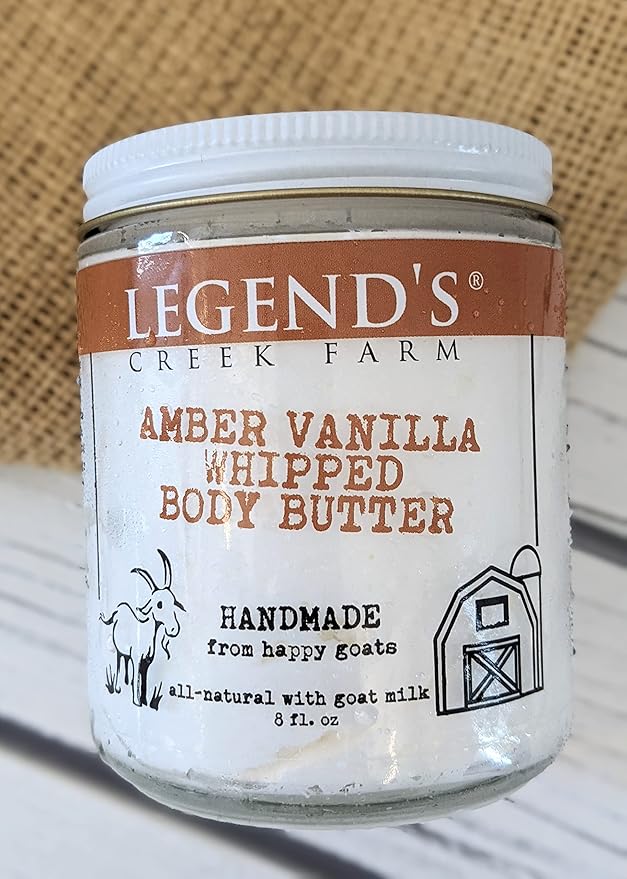 LEGEND'S®
CREEK FARM
AMBER VANILLA
WHIPPED
BODY BUTTER
HANDMADE
from happy goats
all-natural with goat milk
8 fl. oz